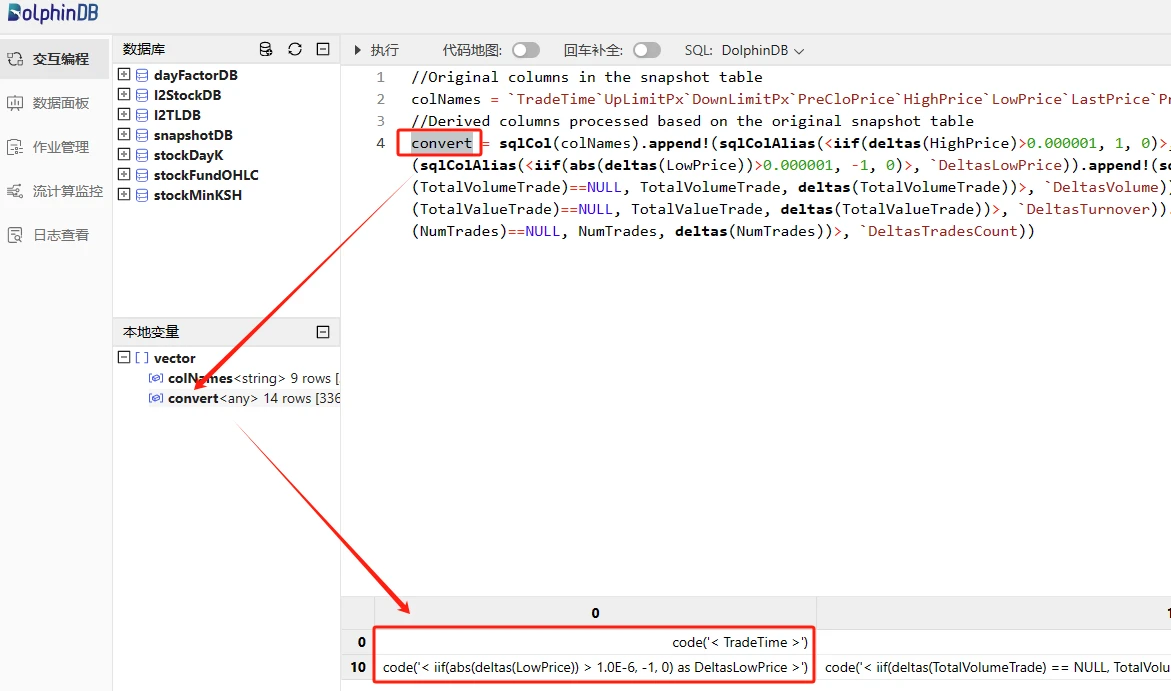 DolphinDB
交互编程
数据面板
作业管理
流计算监控
日志查看
数据库
dayFactorDB
l2StockDB
l2TLDB
snapshotDB
stockDayK
stockFundOHLC
stockMinKSH
本地变量
vector
colNames<string> 9 rows [
convert<any> 14 rows [336
执行 代码地图: 回车补全: SQL: DolphinDB
1 //Original columns in the snapshot table
2 colNames = `TradeTime`UpLimitPx`DownLimitPx`PreCloPrice`HighPrice`LowPrice`LastPrice`Pr
3 //Derived columns processed based on the original snapshot table
4 convert = sqlCol(colNames).append!(sqlColAlias(<iif(deltas(HighPrice)>0.000001, 1, 0)>,
(sqlColAlias(<iif(abs(deltas(LowPrice))>0.000001, -1, 0)>, `DeltasLowPrice)).append!(sq
(TotalVolumeTrade)==NULL, TotalVolumeTrade, deltas(TotalVolumeTrade))>, `DeltasVolume))
(TotalValueTrade)==NULL, TotalValueTrade, deltas(TotalValueTrade))>, `DeltasTurnover)).
(NumTrades)==NULL, NumTrades, deltas(NumTrades))>, `DeltasTradesCount))
0 1
0 code('< TradeTime >')
10 code('< iif(abs(deltas(LowPrice)) > 1.0E-6, -1, 0) as DeltasLowPrice >') code('< iif(deltas(TotalVolumeTrade) == NULL, TotalVolu